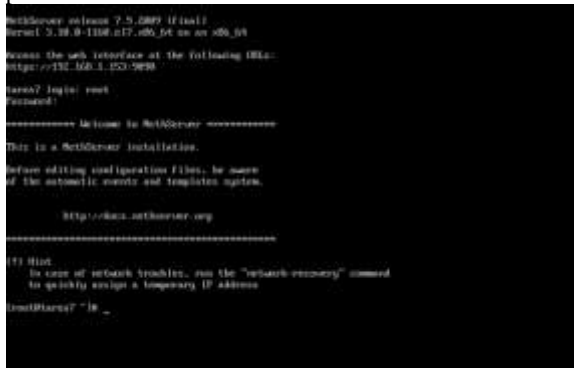 NethServer release 7.9.2009 (final)
Kernel 3.10.0-1160.el7.x86_64 on an x86_64
Access the web interface at the following URLs:
https://192.168.1.153:9090
login: root
Password:
============ Welcome to NethServer ============
This is a NethServer installation.
Before editing configuration files, be aware
of the automatic events and templates system.
http://docs.nethserver.org
===============================================
[?] Hint
In case of network troubles, run the "network-recovery" command
to quickly assign a temporary IP address
~]# _